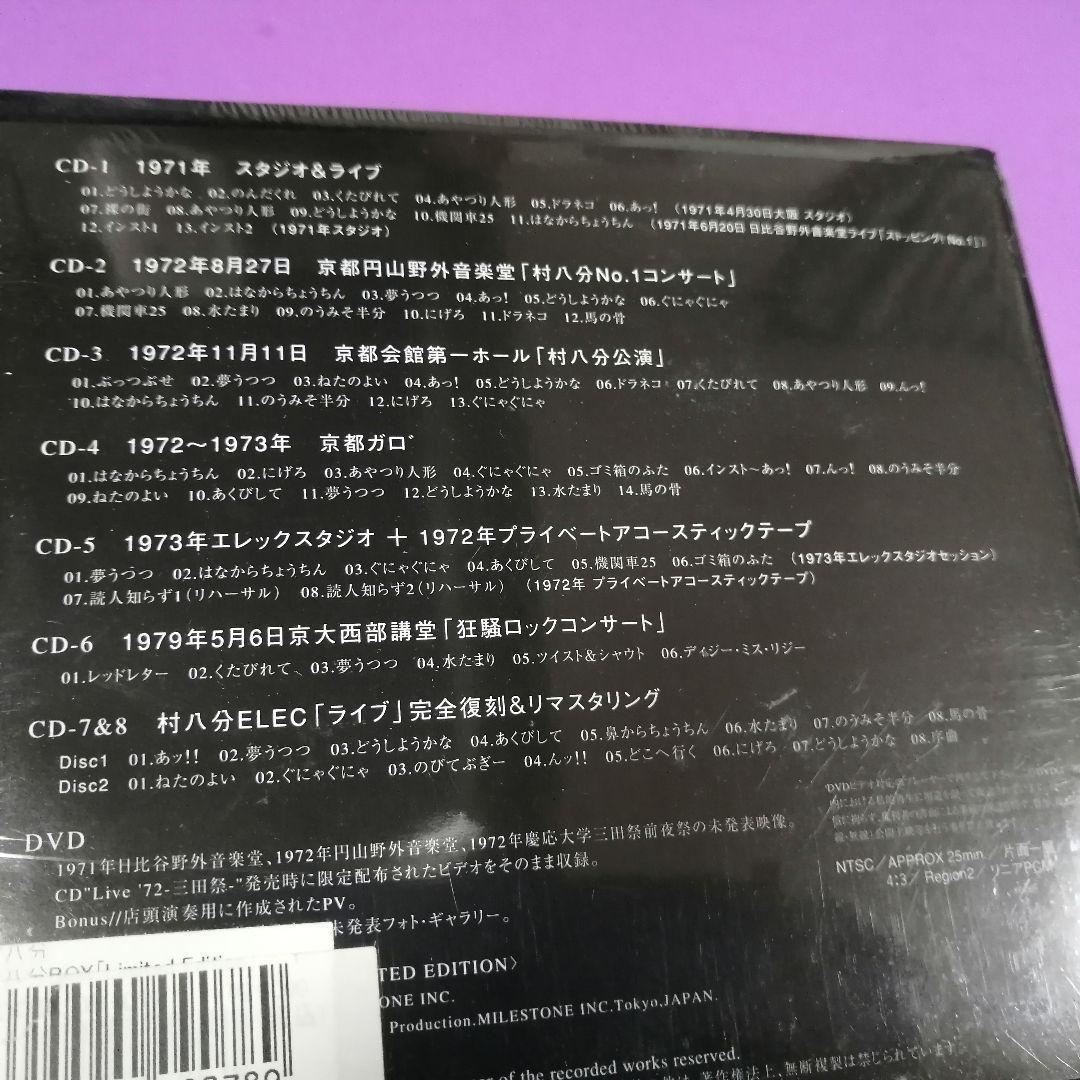 CD-1 1971年 スタジオ&ライブ
01.どうしようかな 02.のんだくれ 03.くたびれて 04.あやつり人形 05.ドラネコ 06.あっ! (1971年4月30日大阪 スタジオ)
07.裸の街 08.あやつり人形 09.どうしようかな 10.機関車25 11.はなからちょうちん (1971年6月20日 日比谷野外音楽堂ライブ「ストッピング! No.1」)
12.インスト1 13.インスト2 (1971年スタジオ)
CD-2 1972年8月27日 京都円山野外音楽堂「村八分No.1コンサート」
01.あやつり人形 02.はなからちょうちん 03.夢うつつ 04.あっ! 05.どうしようかな 06.ぐにゃぐにゃ
07.機関車25 08.水たまり 09.のうみそ半分 10.にげろ 11.ドラネコ 12.馬の骨
CD-3 1972年11月11日 京都会館第一ホール「村八分公演」
01.ぶっつぶせ 02.夢うつつ 03.ねたのよい 04.あっ! 05.どうしようかな 06.ドラネコ 07.くたびれて 08.あやつり人形 09.んっ!
10.はなからちょうちん 11.のうみそ半分 12.にげろ 13.ぐにゃぐにゃ
CD-4 1972〜1973年 京都ガロ
01.はなからちょうちん 02.にげろ 03.あやつり人形 04.ぐにゃぐにゃ 05.ゴミ箱のふた 06.インスト〜あっ! 07.んっ! 08.のうみそ半分
09.ねたのよい 10.あくびして 11.夢うつつ 12.どうしようかな 13.水たまり 14.馬の骨
CD-5 1973年エレックスタジオ + 1972年プライベートアコースティックテープ
01.夢うつつ 02.はなからちょうちん 03.ぐにゃぐにゃ 04.あくびして 05.機関車25 06.ゴミ箱のふた (1973年エレックスタジオセッション)
07.読人知らず1(リハーサル) 08.読人知らず2(リハーサル) (1972年 プライベートアコースティックテープ)
CD-6 1979年5月6日京大西部講堂「狂騒ロックコンサート」
01.レッドレター 02.くたびれて 03.夢うつつ 04.水たまり 05.ツイスト&シャウト 06.ディジー・ミス・リジー
CD-7&8 村八分ELEC「ライブ」完全復刻&リマスタリング
Disc1 01.あッ!! 02.夢うつつ 03.どうしようかな 04.あくびして 05.鼻からちょうちん 06.水たまり 07.のうみそ半分 08.馬の骨
Disc2 01.ねたのよい 02.ぐにゃぐにゃ 03.のびてぶぎー 04.んッ!! 05.どこへ行く 06.にげろ 07.どうしようかな 08.序曲
DVD
1971年日比谷野外音楽堂、1972年円山野外音楽堂、1972年慶応大学三田祭前夜祭の未発表映像。
CD"Live '72-三田祭-"発売時に限定配布されたビデオをそのまま収録。
Bonus//店頭演奏用に作成されたPV。
未発表フォト・ギャラリー。
NTSC/APPROX 25min/片面一層/
4:3/Region2/リニアPCM
八分
八分BOX「Limited Edition
TED EDITION〉
ONE INC.
Production.MILESTONE INC.Tokyo,JAPAN.
of the recorded works reserved.
著作権法上、無断複製は禁じられています。